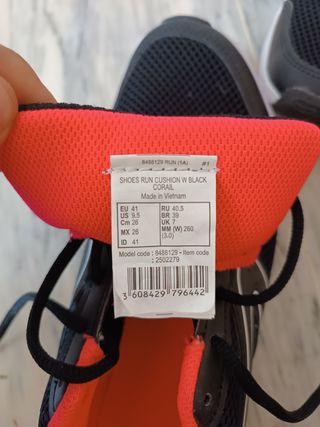 8488129 RUN (1A) #1
SHOES RUN CUSHION W BLACK
CORAIL
Made in Vietnam
EU 41 RU 40.5
US 9.5 BR 39
Cm 26 UK 7
MX 26 MM (W) 260
ID 41 (3.0)
Model code : 8488129 - Item code
: 2502279
3 608429 796442